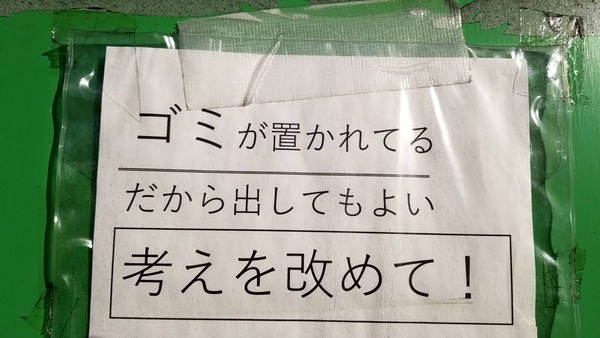 ゴミが置かれてる
だから出してもよい
考えを改めて！